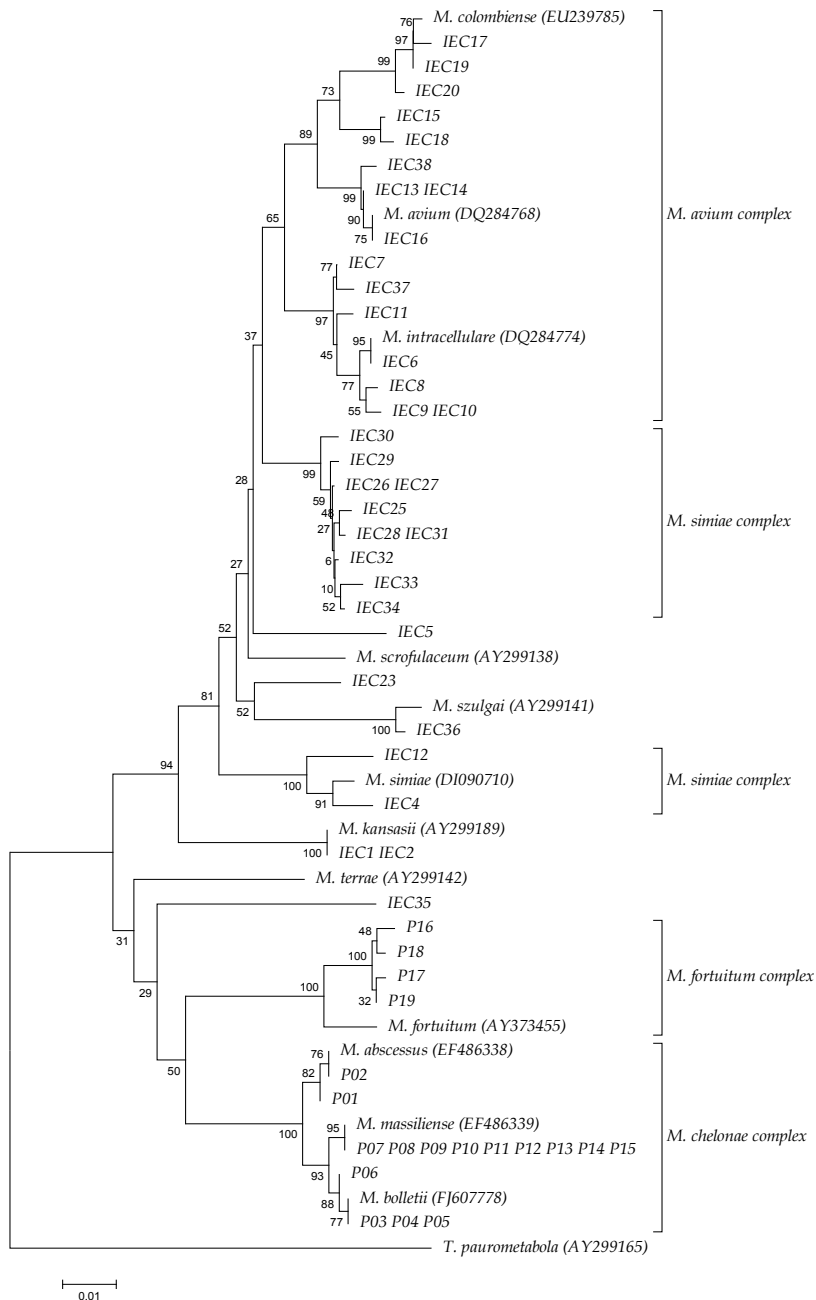 76
M. colombiense (EU239785)
97
IEC17
99
IEC19
73
IEC20
IEC15
89
99
IEC18
IEC38
99
IEC13 IEC14
90
M. avium (DQ284768)
M. avium complex
65
75
IEC16
77
IEC7
IEC37
97
IEC11
37
45
95
M. intracellulare (DQ284774)
IEC6
77
IEC8
55
IEC9 IEC10
IEC30
99
IEC29
28
59
IEC26 IEC27
48
IEC25
M. simiae complex
27
IEC28 IEC31
27
6
IEC32
10
IEC33
52
IEC34
52
IEC5
M. scrofulaceum (AY299138)
IEC23
81
52
M. szulgai (AY299141)
100
IEC36
94
IEC12
100
M. simiae (DI090710)
M. simiae complex
91
IEC4
M. kansasii (AY299189)
100
IEC1 IEC2
M. terrae (AY299142)
31
IEC35
48
P16
100
P18
29
100
P17
M. fortuitum complex
32
P19
M. fortuitum (AY373455)
50
76
M. abscessus (EF486338)
82
P02
P01
100
95
M. massiliense (EF486339)
M. chelonae complex
P07 P08 P09 P10 P11 P12 P13 P14 P15
93
P06
88
M. bolletii (FJ607778)
77
P03 P04 P05
T. paurometabola (AY299165)
0.01